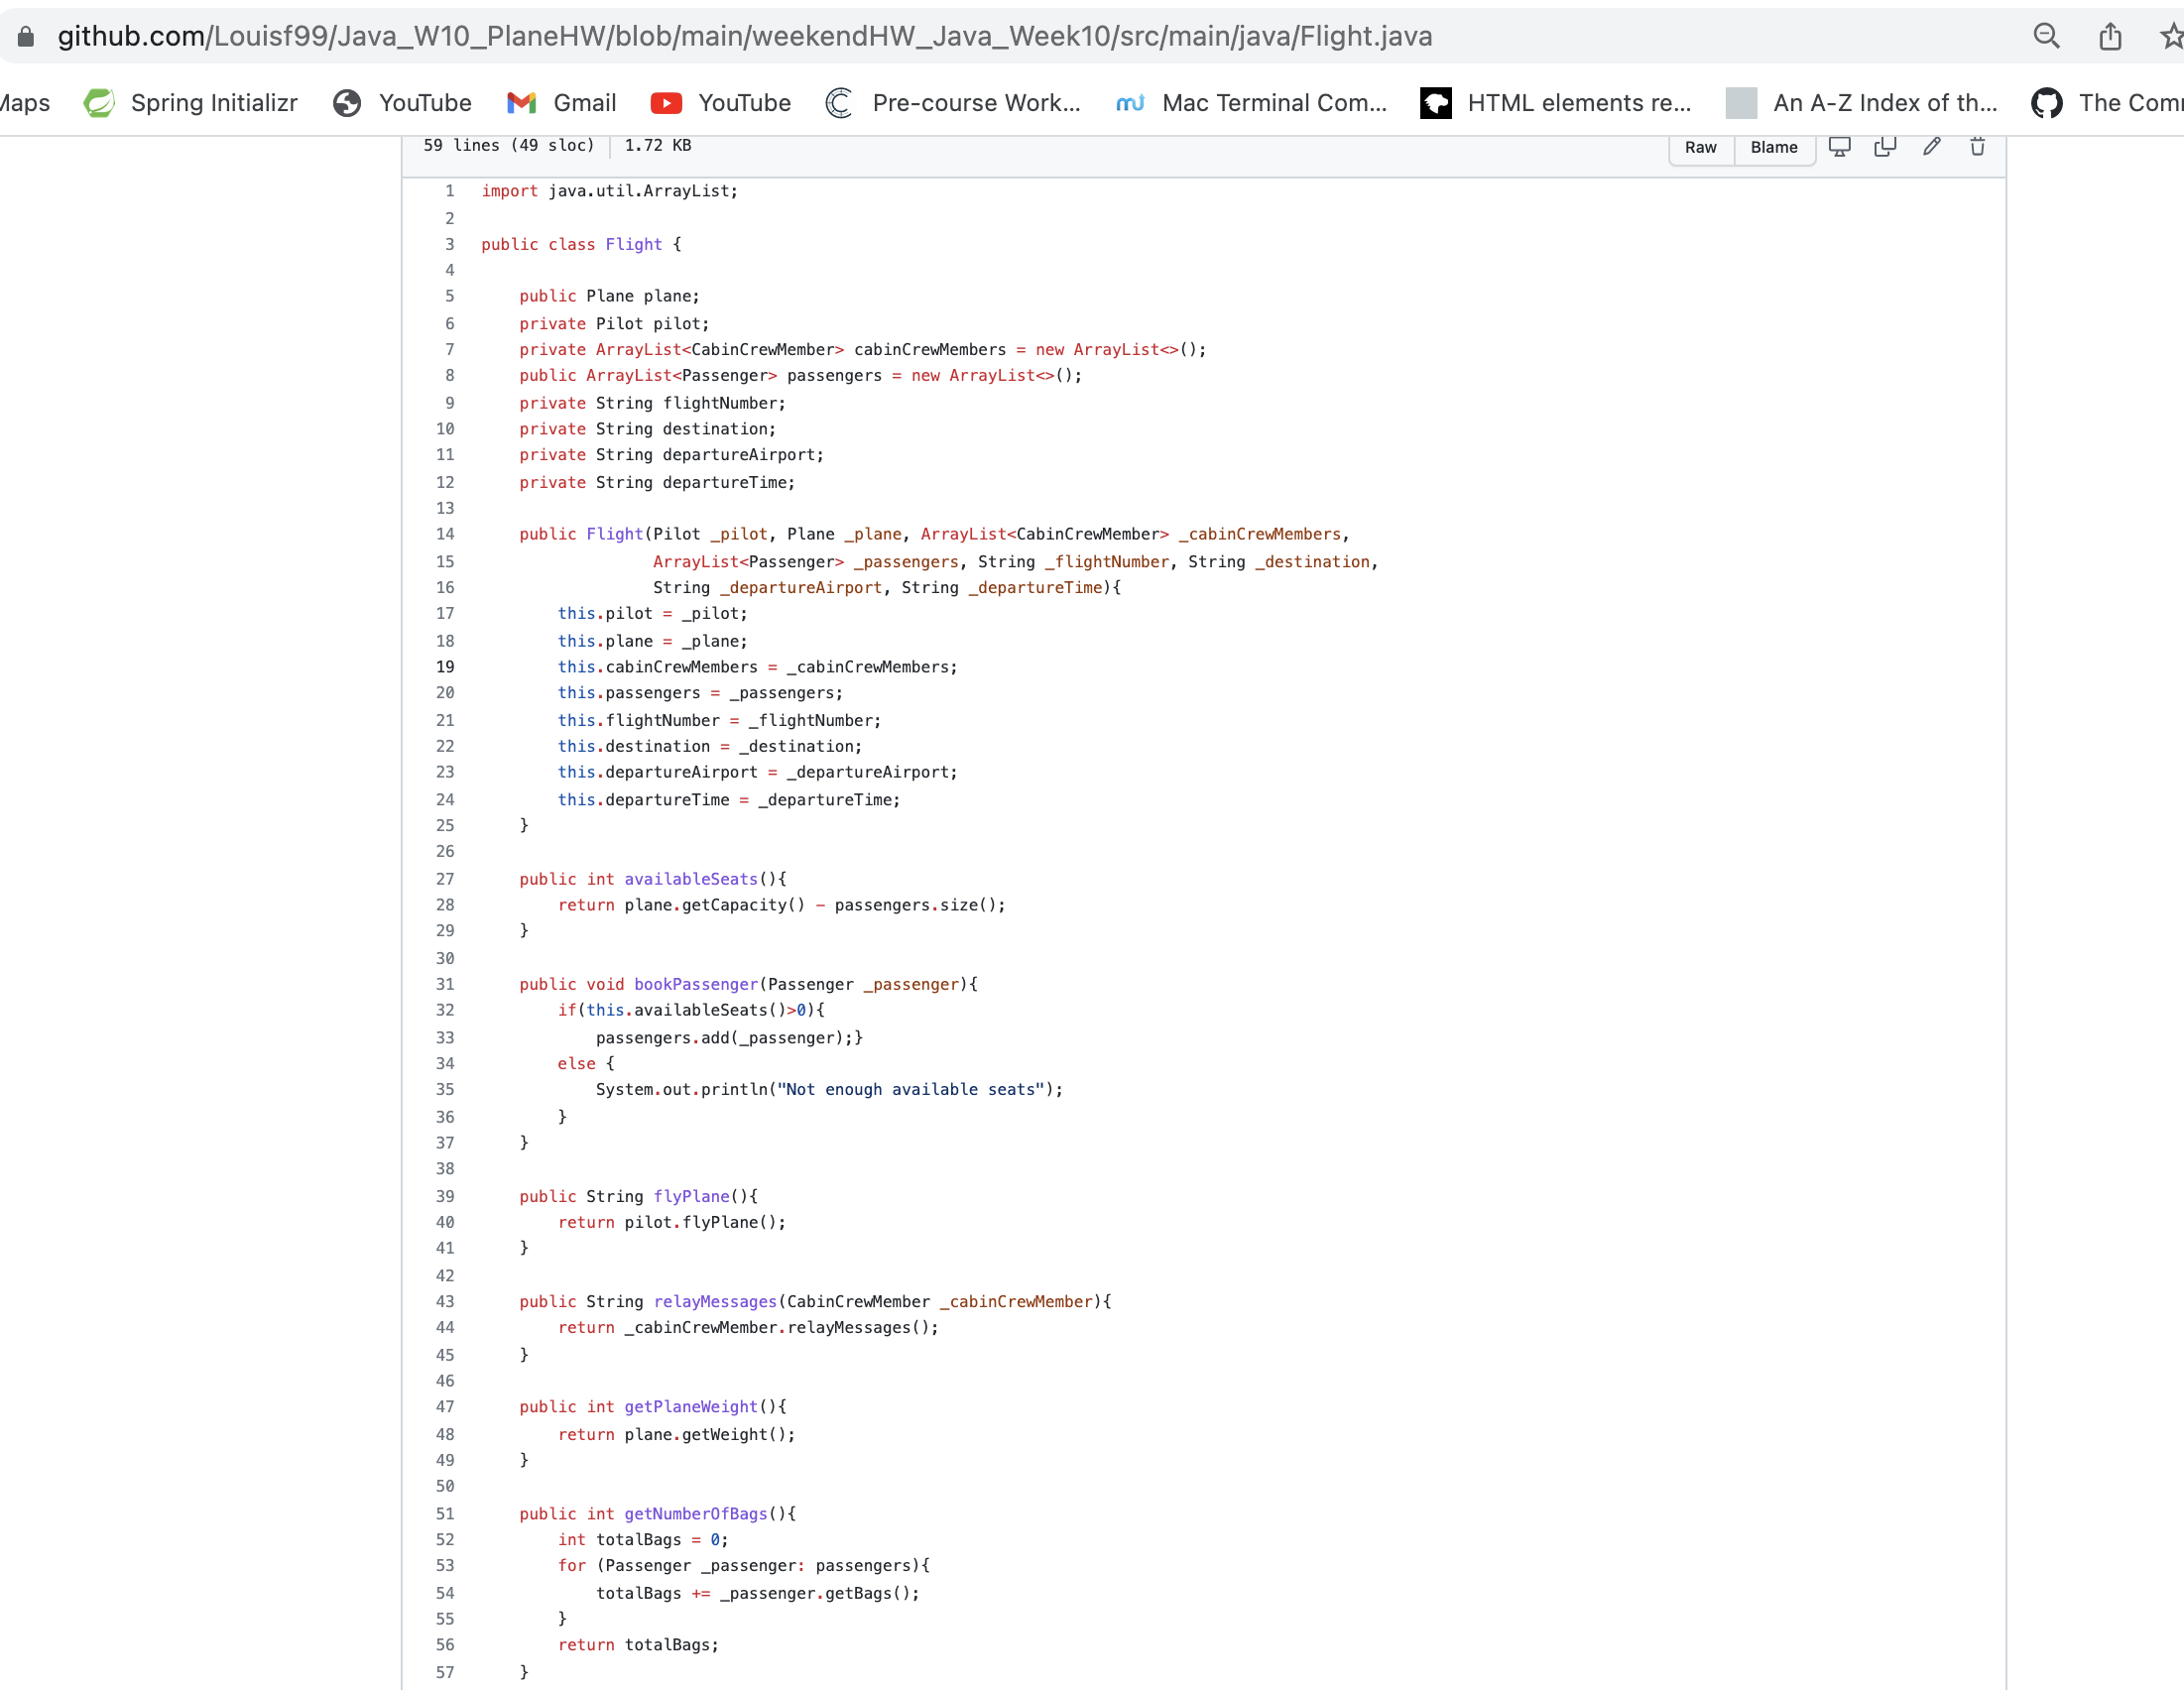 github.com/Louisf99/Java_W10_PlaneHW/blob/main/weekendHW_Java_Week10/src/main/java/Flight.java
Spring Initializr YouTube Gmail YouTube Pre-course Work... Mac Terminal Com... HTML elements re... An A-Z Index of th... The
59 lines (49 sloc) 1.72 KB Raw Blame
1 import java.util.ArrayList;
2
3 public class Flight {
4
5 public Plane plane;
6 private Pilot pilot;
7 private ArrayList<CabinCrewMember> cabinCrewMembers = new ArrayList<>();
8 public ArrayList<Passenger> passengers = new ArrayList<>();
9 private String flightNumber;
10 private String destination;
11 private String departureAirport;
12 private String departureTime;
13
14 public Flight(Pilot _pilot, Plane _plane, ArrayList<CabinCrewMember> _cabinCrewMembers,
15 ArrayList<Passenger> _passengers, String _flightNumber, String _destination,
16 String _departureAirport, String _departureTime){
17 this.pilot = _pilot;
18 this.plane = _plane;
19 this.cabinCrewMembers = _cabinCrewMembers;
20 this.passengers = _passengers;
21 this.flightNumber = _flightNumber;
22 this.destination = _destination;
23 this.departureAirport = _departureAirport;
24 this.departureTime = _departureTime;
25 }
26
27 public int availableSeats(){
28 return plane.getCapacity() - passengers.size();
29 }
30
31 public void bookPassenger(Passenger _passenger){
32 if(this.availableSeats()>0){
33 passengers.add(_passenger);}
34 else {
35 System.out.println("Not enough available seats");
36 }
37 }
38
39 public String flyPlane(){
40 return pilot.flyPlane();
41 }
42
43 public String relayMessages(CabinCrewMember _cabinCrewMember){
44 return _cabinCrewMember.relayMessages();
45 }
46
47 public int getPlaneWeight(){
48 return plane.getWeight();
49 }
50
51 public int getNumberOfBags(){
52 int totalBags = 0;
53 for (Passenger _passenger: passengers){
54 totalBags += _passenger.getBags();
55 }
56 return totalBags;
57 }